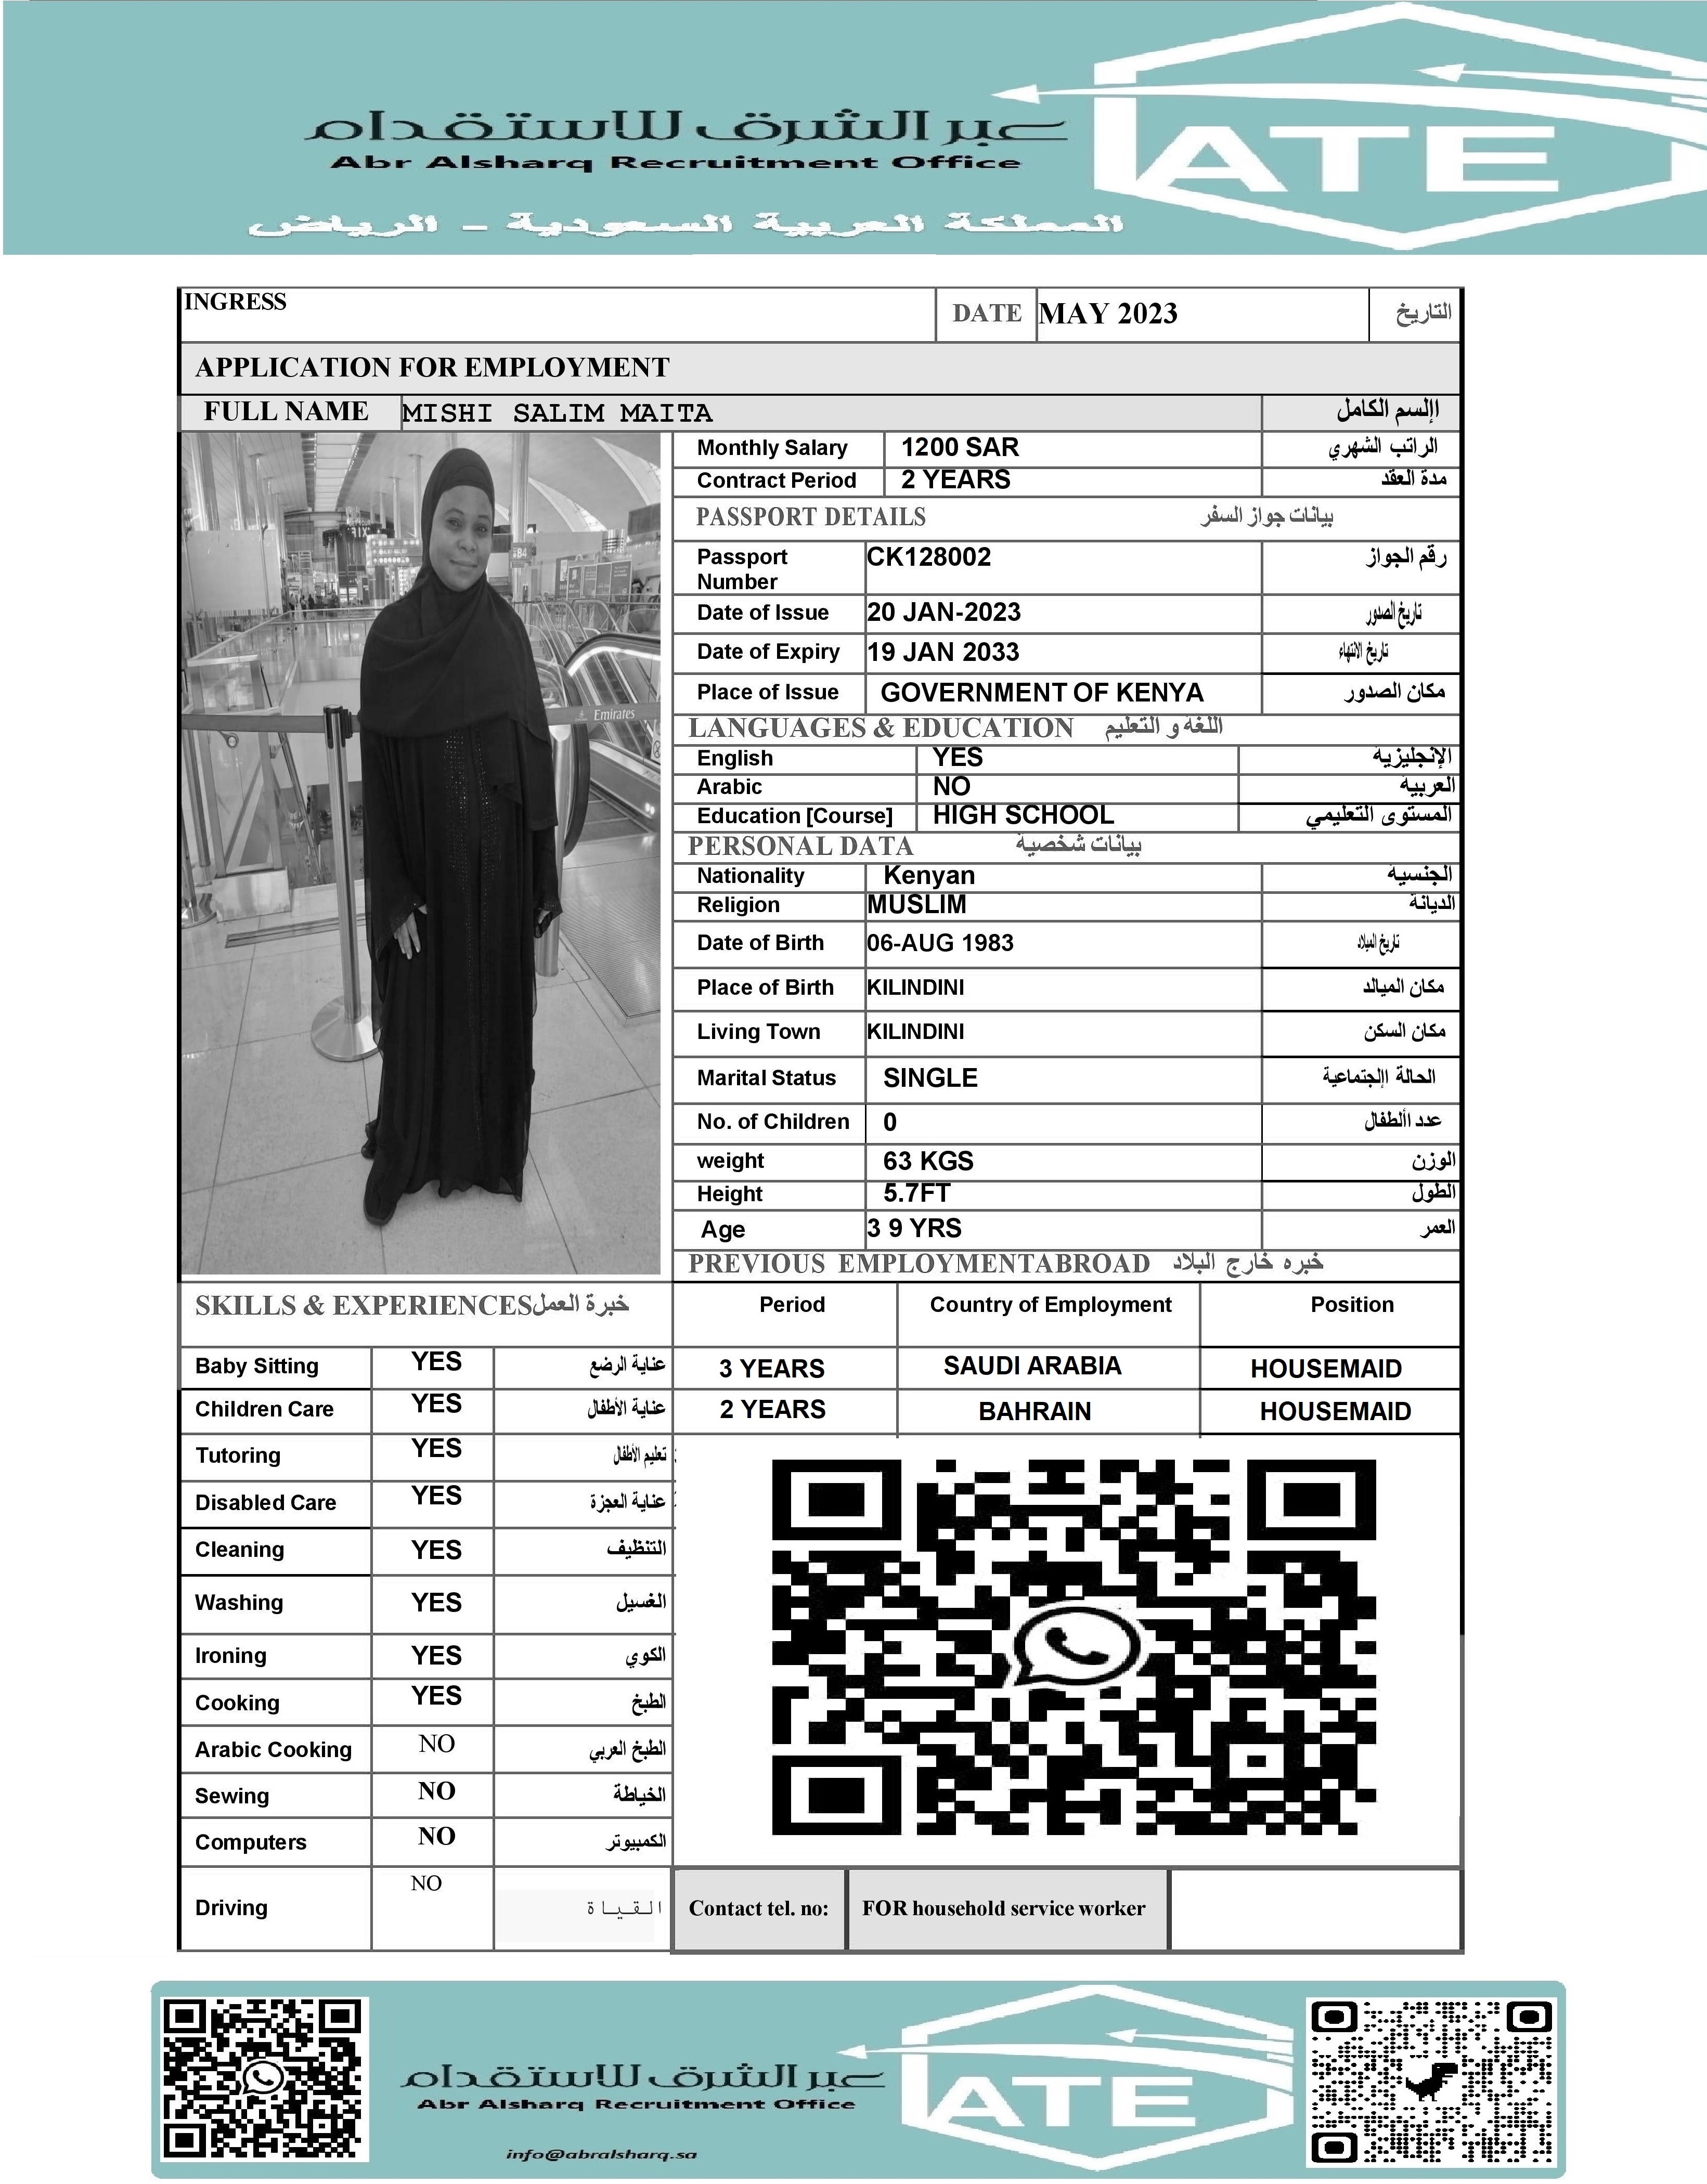 عبر الشرق للاستقدام
Abr Alsharq Recruitment Office
المملكة العربية السعودية - الرياض
ATE
INGRESS
DATE MAY 2023 التاريخ
APPLICATION FOR EMPLOYMENT
FULL NAME MISHI SALIM MAITA االسم الكامل
Monthly Salary 1200 SAR الراتب الشهري
Contract Period 2 YEARS مدة العقد
PASSPORT DETAILS بيانات جواز السفر
Passport Number CK128002 رقم الجواز
Date of Issue 20 JAN-2023 تاريخ الصدور
Date of Expiry 19 JAN 2033 تاريخ الانتهاء
Place of Issue GOVERNMENT OF KENYA مكان الصدور
LANGUAGES & EDUCATION اللغة و التعليم
English YES الإنجليزية
Arabic NO العربية
Education [Course] HIGH SCHOOL المستوى التعليمي
PERSONAL DATA بيانات شخصية
Nationality Kenyan الجنسية
Religion MUSLIM الديانة
Date of Birth 06-AUG 1983 تاريخ الميلاد
Place of Birth KILINDINI مكان الميالد
Living Town KILINDINI مكان السكن
Marital Status SINGLE الحالة اإلجتماعية
No. of Children 0 عدد األطفال
weight 63 KGS الوزن
Height 5.7FT الطول
Age 3 9 YRS العمر
B4
Emirates
PREVIOUS EMPLOYMENTABROAD خبره خارج البلاد
SKILLS & EXPERIENCES خبرة العمل
Period Country of Employment Position
3 YEARS SAUDI ARABIA HOUSEMAID
2 YEARS BAHRAIN HOUSEMAID
Baby Sitting YES عناية الرضع
Children Care YES عناية الأطفال
Tutoring YES تعليم الأطفال
Disabled Care YES عناية العجزة
Cleaning YES التنظيف
Washing YES الغسيل
Ironing YES الكوي
Cooking YES الطبخ
Arabic Cooking NO الطبخ العربي
Sewing NO الخياطة
Computers NO الكمبيوتر
Driving NO القياة
Contact tel. no: FOR household service worker
عبر الشرق للاستقدام
Abr Alsharq Recruitment Office
ATE
info@abralsharq.sa